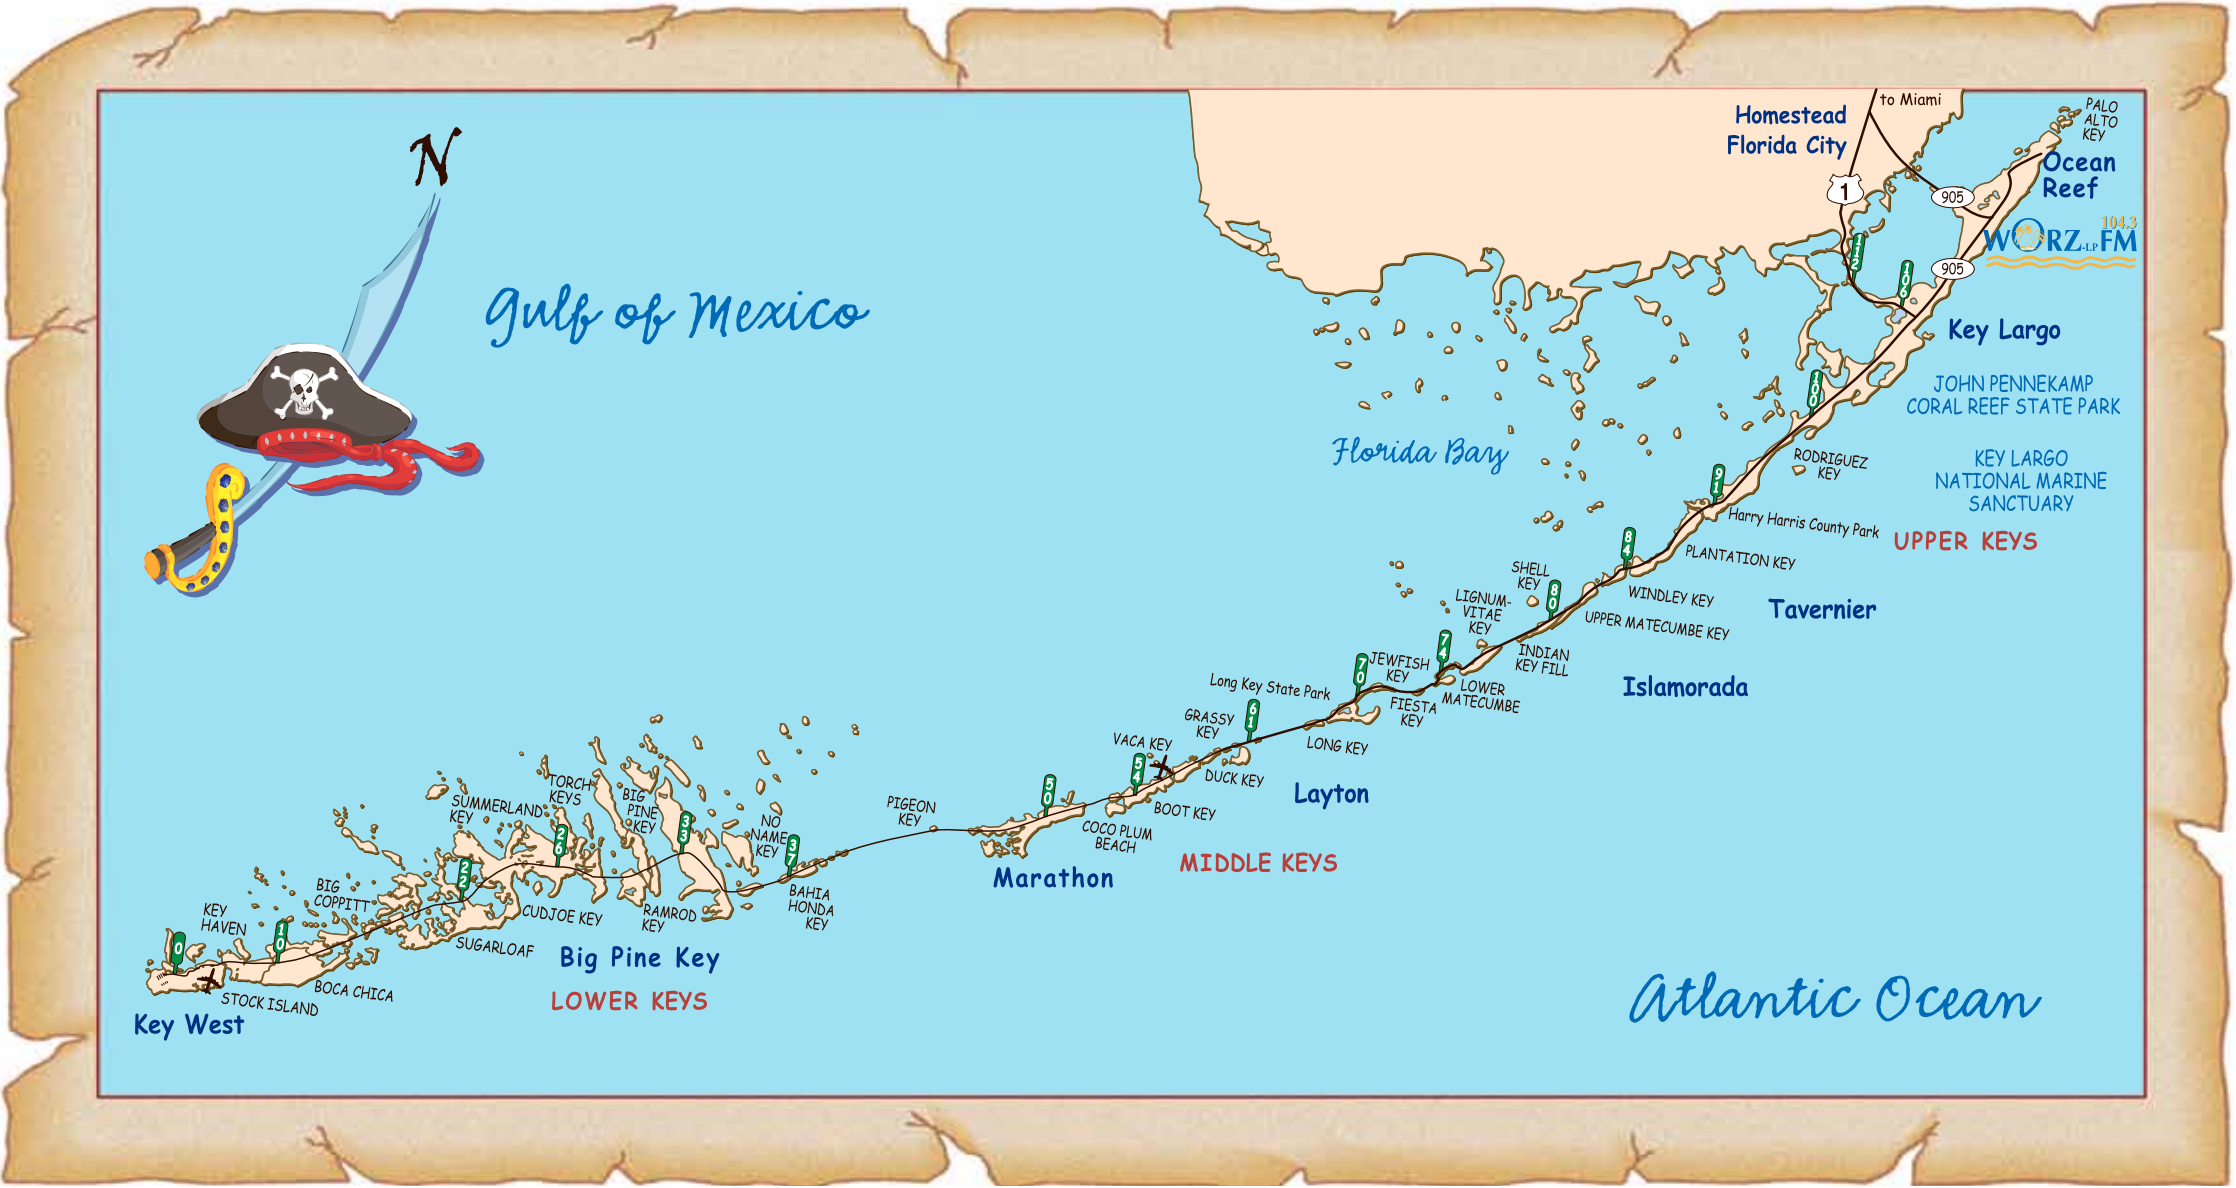 N
Gulf of Mexico
Homestead
Florida City
to Miami
1
905
PALO
ALTO
KEY
Ocean
Reef
104.3
WORZ-LP FM
905
112
106
Key Largo
JOHN PENNEKAMP
CORAL REEF STATE PARK
100
Florida Bay
RODRIGUEZ
KEY
KEY LARGO
NATIONAL MARINE
SANCTUARY
91
Harry Harris County Park
UPPER KEYS
84
PLANTATION KEY
SHELL
KEY
80
WINDLEY KEY
LIGNUM-
VITAE
KEY
Tavernier
UPPER MATECUMBE KEY
74
INDIAN
KEY FILL
70
JEWFISH
KEY
Islamorada
Long Key State Park
LOWER
MATECUMBE
FIESTA
KEY
61
GRASSY
KEY
LONG KEY
VACA KEY
54
DUCK KEY
Layton
50
BOOT KEY
COCO PLUM
BEACH
MIDDLE KEYS
Marathon
PIGEON
KEY
TORCH
KEYS
BIG
PINE
KEY
33
NO
NAME
KEY
37
SUMMERLAND
KEY
26
22
BAHIA
HONDA
KEY
RAMROD
KEY
CUDJOE KEY
BIG
COPPITT
KEY
HAVEN
10
0
SUGARLOAF
Big Pine Key
LOWER KEYS
BOCA CHICA
STOCK ISLAND
Key West
Atlantic Ocean